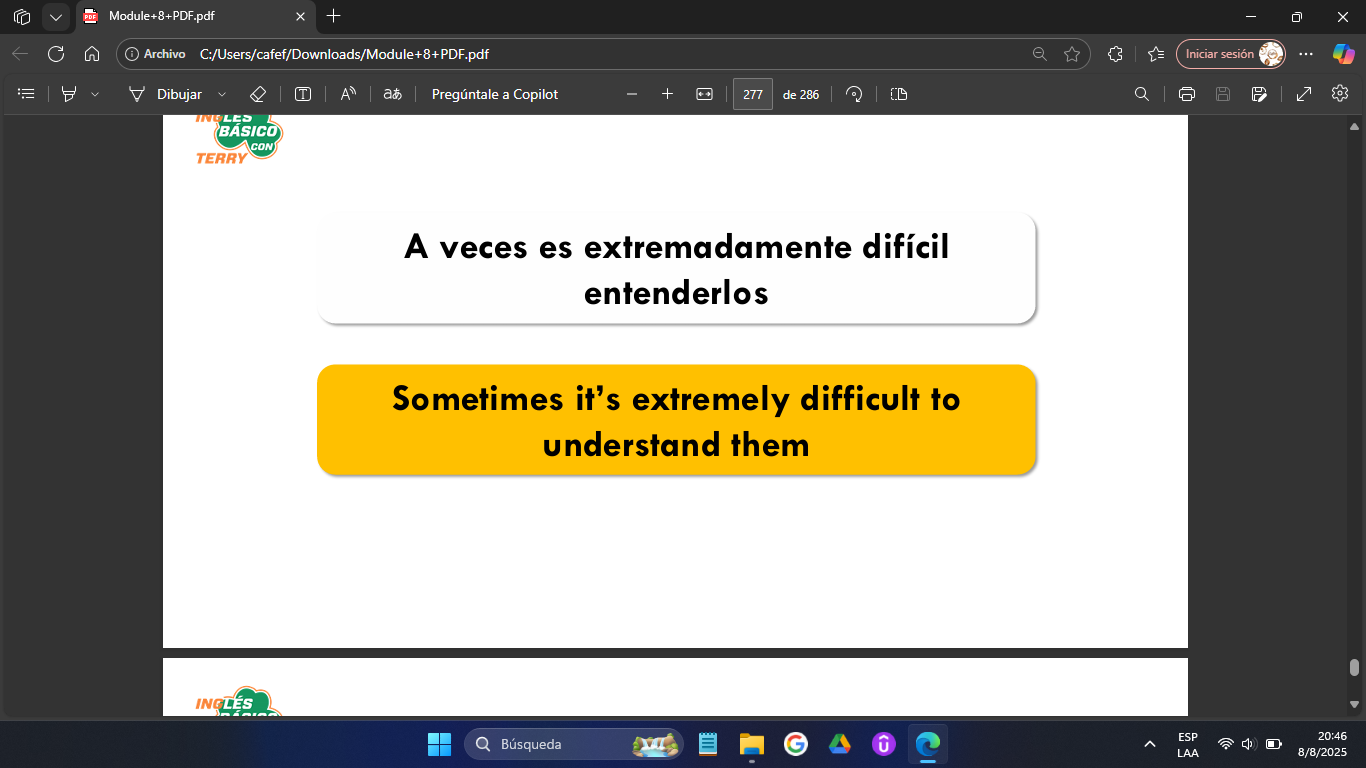 Module+8+PDF.pdf
Archivo C:/Users/cafef/Downloads/Module+8+PDF.pdf
Iniciar sesión
Dibujar
Pregúntale a Copilot
277 de 286
INGLÉS
BÁSICO
CON
TERRY
A veces es extremadamente difícil
entenderlos
Sometimes it’s extremely difficult to
understand them
INGLÉS
BÁSICO
Búsqueda
ESP
LAA
20:46
8/8/2025